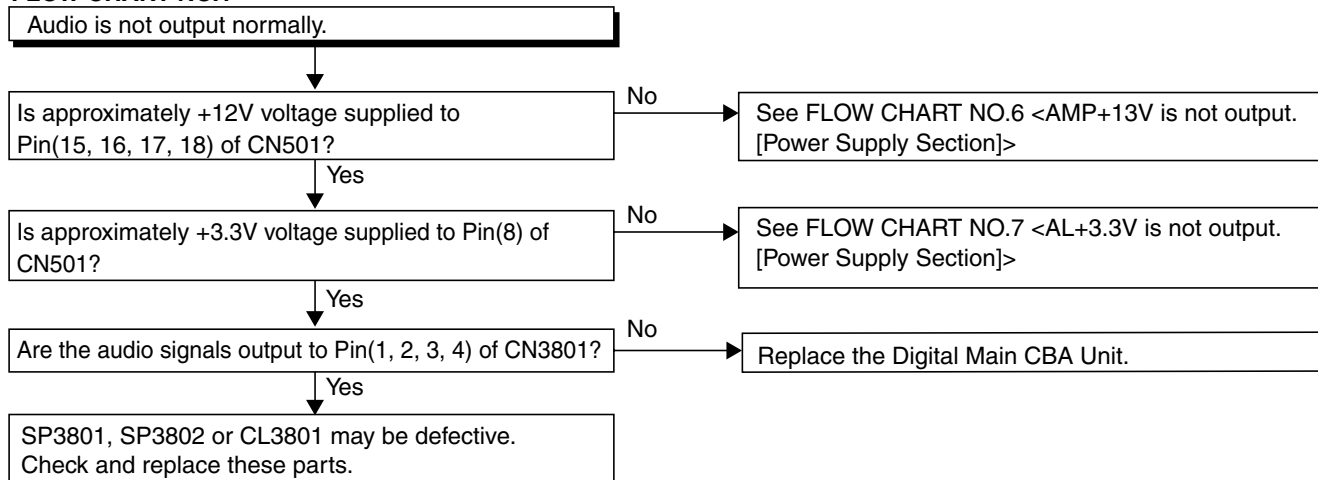 Audio is not output normally.
Is approximately +12V voltage supplied to
Pin(15, 16, 17, 18) of CN501?
No
See FLOW CHART NO.6 <AMP+13V is not output.
[Power Supply Section]>
Yes
Is approximately +3.3V voltage supplied to Pin(8) of
CN501?
No
See FLOW CHART NO.7 <AL+3.3V is not output.
[Power Supply Section]>
Yes
Are the audio signals output to Pin(1, 2, 3, 4) of CN3801?
No
Replace the Digital Main CBA Unit.
Yes
SP3801, SP3802 or CL3801 may be defective.
Check and replace these parts.